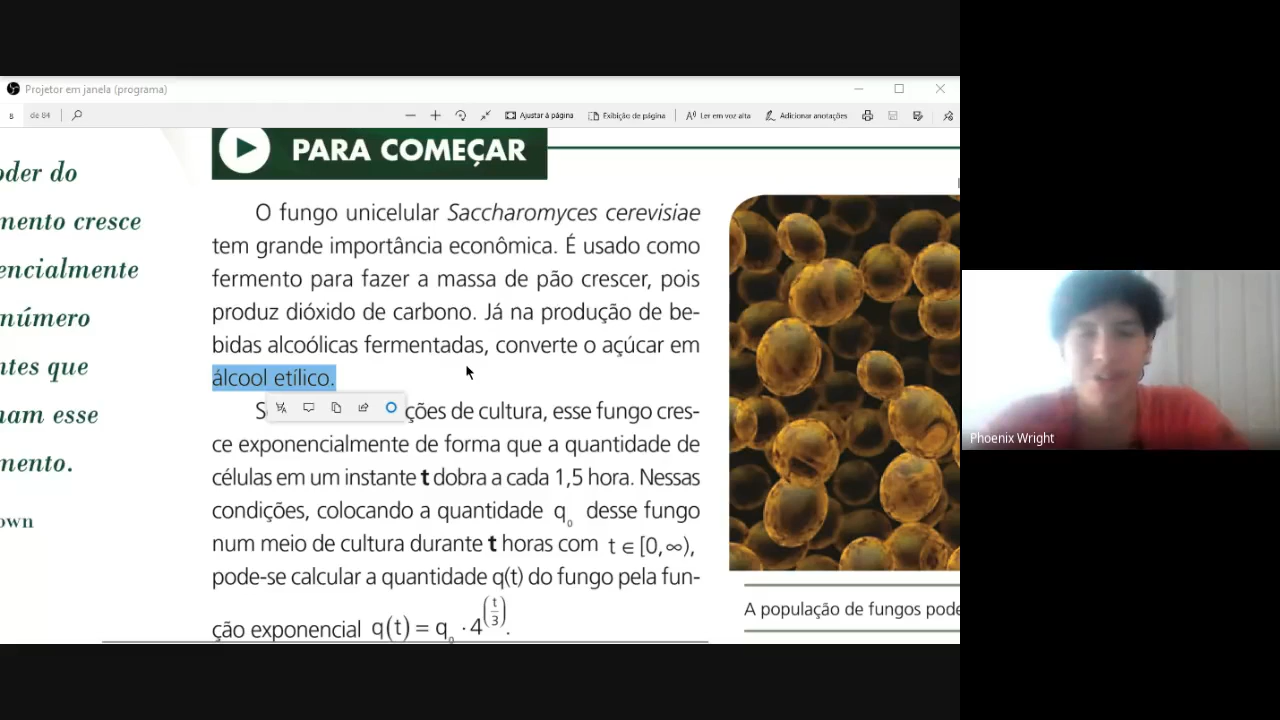 Projetor em janela (programa)
8 de 84
Ajustar à página
Exibição de página
Ler em voz alta
Adicionar anotações
oder do
mento cresce
encialmente
número
ntes que
nam esse
mento.
own
PARA COMEÇAR
O fungo unicelular Saccharomyces cerevisiae
tem grande importância econômica. É usado como
fermento para fazer a massa de pão crescer, pois
produz dióxido de carbono. Já na produção de be-
bidas alcoólicas fermentadas, converte o açúcar em
álcool etílico.
S ções de cultura, esse fungo cres-
ce exponencialmente de forma que a quantidade de
células em um instante t dobra a cada 1,5 hora. Nessas
condições, colocando a quantidade q₀ desse fungo
num meio de cultura durante t horas com t ∈ [0, ∞),
pode-se calcular a quantidade q(t) do fungo pela fun-
ção exponencial q(t) = q₀ · 4^(t/3).
A população de fungos pode
Phoenix Wright